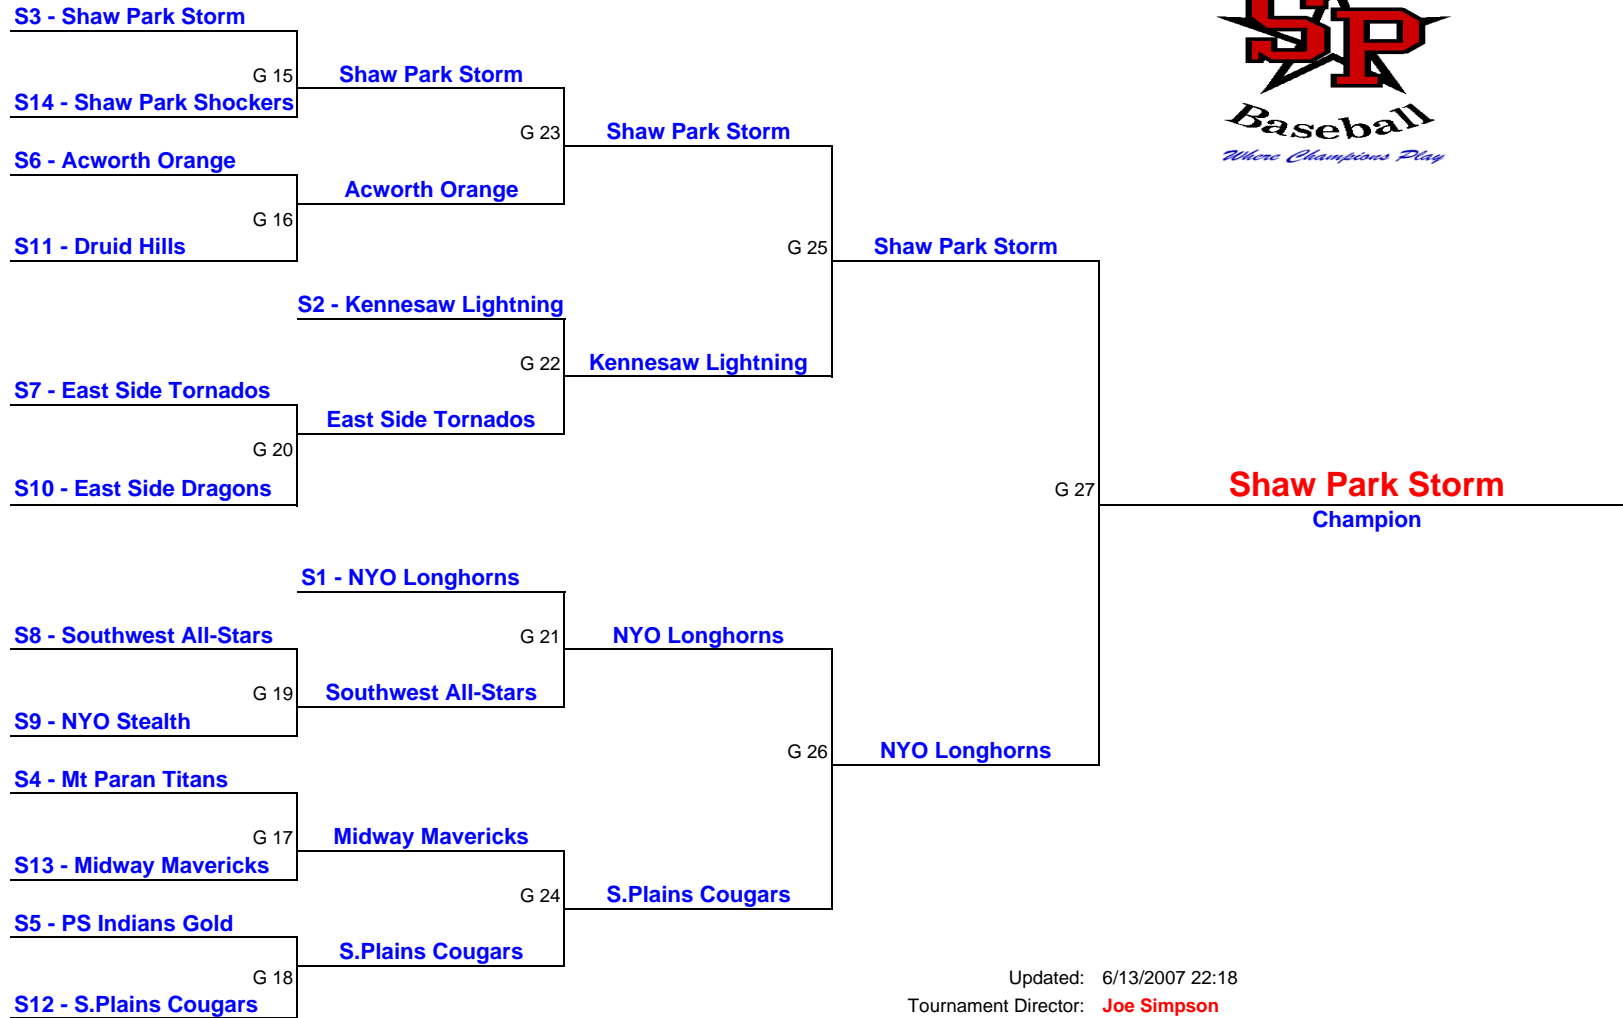 SP
Baseball
Where Champions Play
S3 - Shaw Park Storm
G 15
Shaw Park Storm
S14 - Shaw Park Shockers
G 23
Shaw Park Storm
S6 - Acworth Orange
Acworth Orange
G 16
S11 - Druid Hills
G 25
Shaw Park Storm
S2 - Kennesaw Lightning
G 22
Kennesaw Lightning
S7 - East Side Tornados
East Side Tornados
G 20
S10 - East Side Dragons
G 27
Shaw Park Storm
Champion
S1 - NYO Longhorns
S8 - Southwest All-Stars
G 21
NYO Longhorns
G 19
Southwest All-Stars
S9 - NYO Stealth
G 26
NYO Longhorns
S4 - Mt Paran Titans
G 17
Midway Mavericks
S13 - Midway Mavericks
G 24
S.Plains Cougars
S5 - PS Indians Gold
S.Plains Cougars
G 18
S12 - S.Plains Cougars
Updated: 6/13/2007 22:18
Tournament Director: Joe Simpson